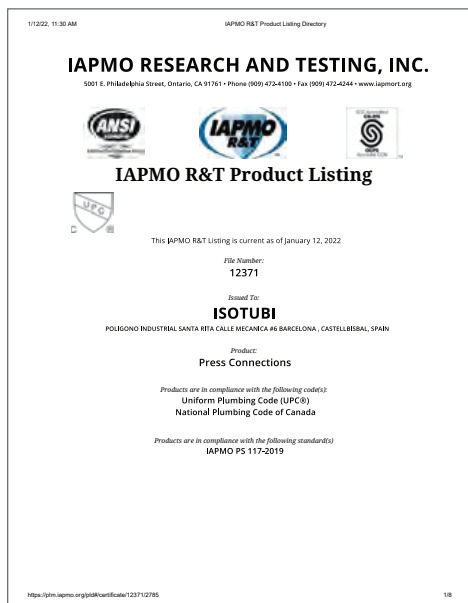 1/12/22, 11:30 AM
IAPMO R&T Product Listing Directory
IAPMO RESEARCH AND TESTING, INC.
5001 E. Philadelphia Street, Ontario, CA 91761 • Phone (909) 472-4100 • Fax (909) 472-4244 • www.iapmort.org
ANSI
IAPMO
R&T
IAPMO R&T Product Listing
UPC
This IAPMO R&T Listing is current as of January 12, 2022
File Number:
12371
Issued To:
ISOTUBI
POLIGONO INDUSTRIAL SANTA RITA CALLE MECANICA #6 BARCELONA , CASTELLBISBAL, SPAIN
Product:
Press Connections
Products are in compliance with the following code(s):
Uniform Plumbing Code (UPC®)
National Plumbing Code of Canada
Products are in compliance with the following standard(s)
IAPMO PS 117-2019
https://plm.iapmo.org/pld#/certificate/12371/2785
1/8